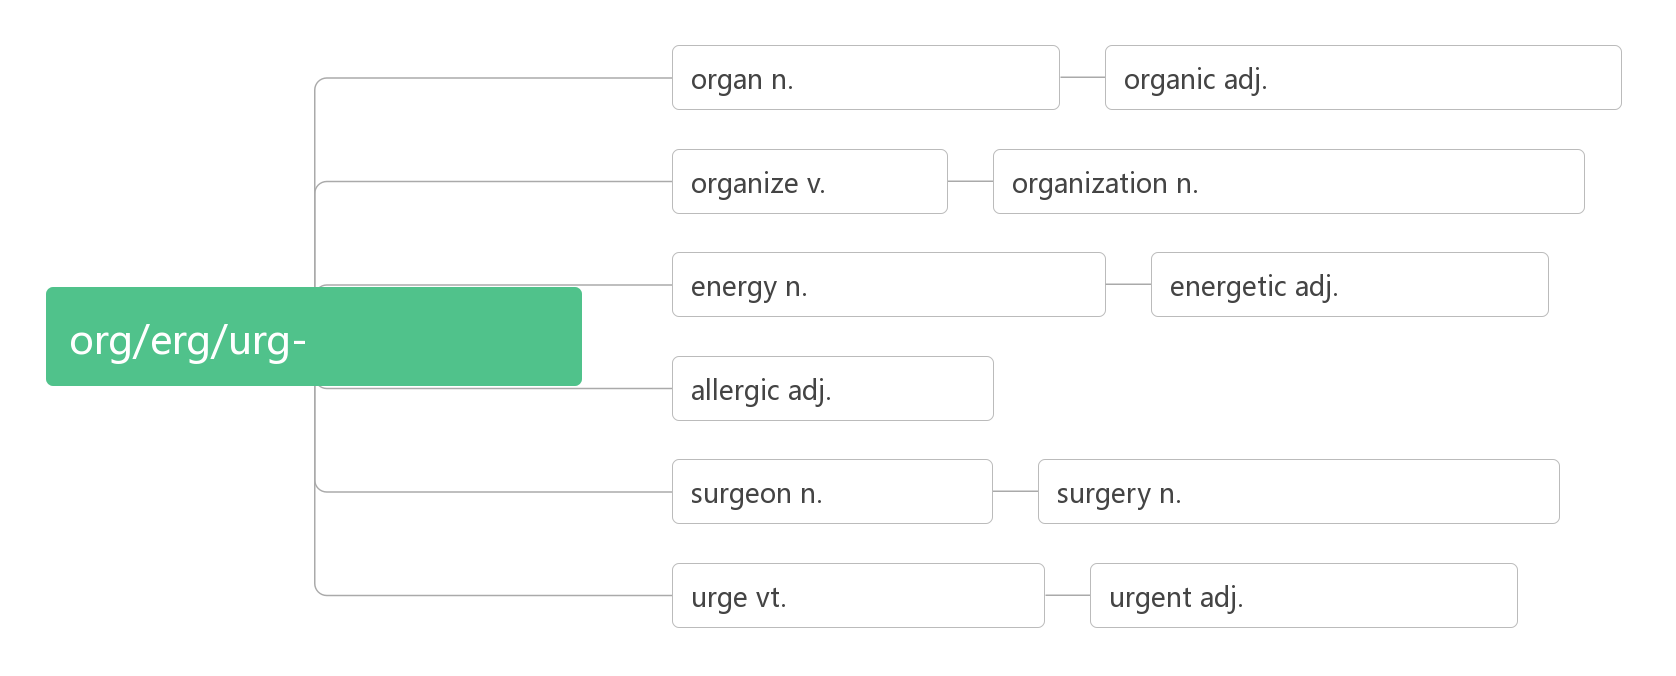 org/erg/urg-
organ n.
organic adj.
organize v.
organization n.
energy n.
energetic adj.
allergic adj.
surgeon n.
surgery n.
urge vt.
urgent adj.